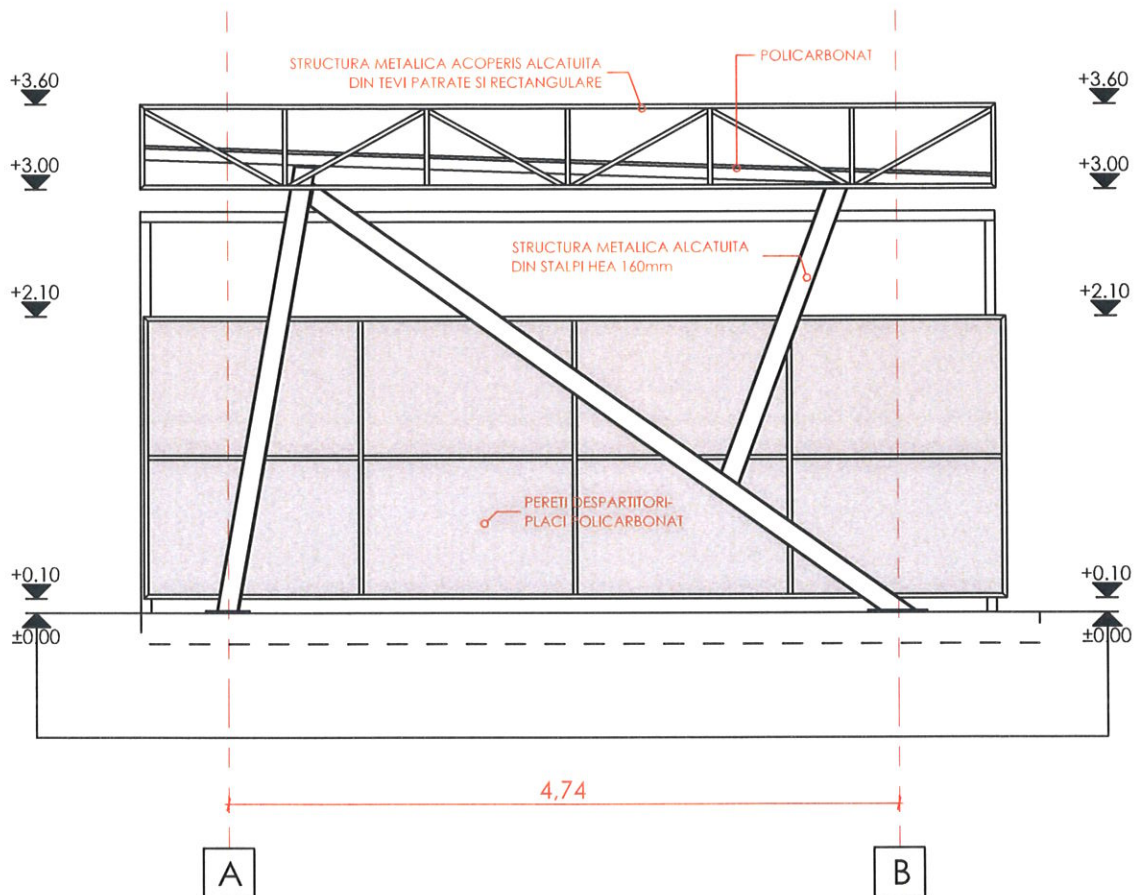 STRUCTURA METALICA ACOPERIS ALCATUITA
DIN TEVI PATRATE SI RECTANGULARE
POLICARBONAT
+3.60
+3.60
+3.00
+3.00
STRUCTURA METALICA ALCATUITA
DIN STALPI HEA 160mm
+2.10
+2.10
PERETI DESPARTITORI-
PLACI POLICARBONAT
+0.10
+0.10
±0.00
±0.00
4,74
A
B